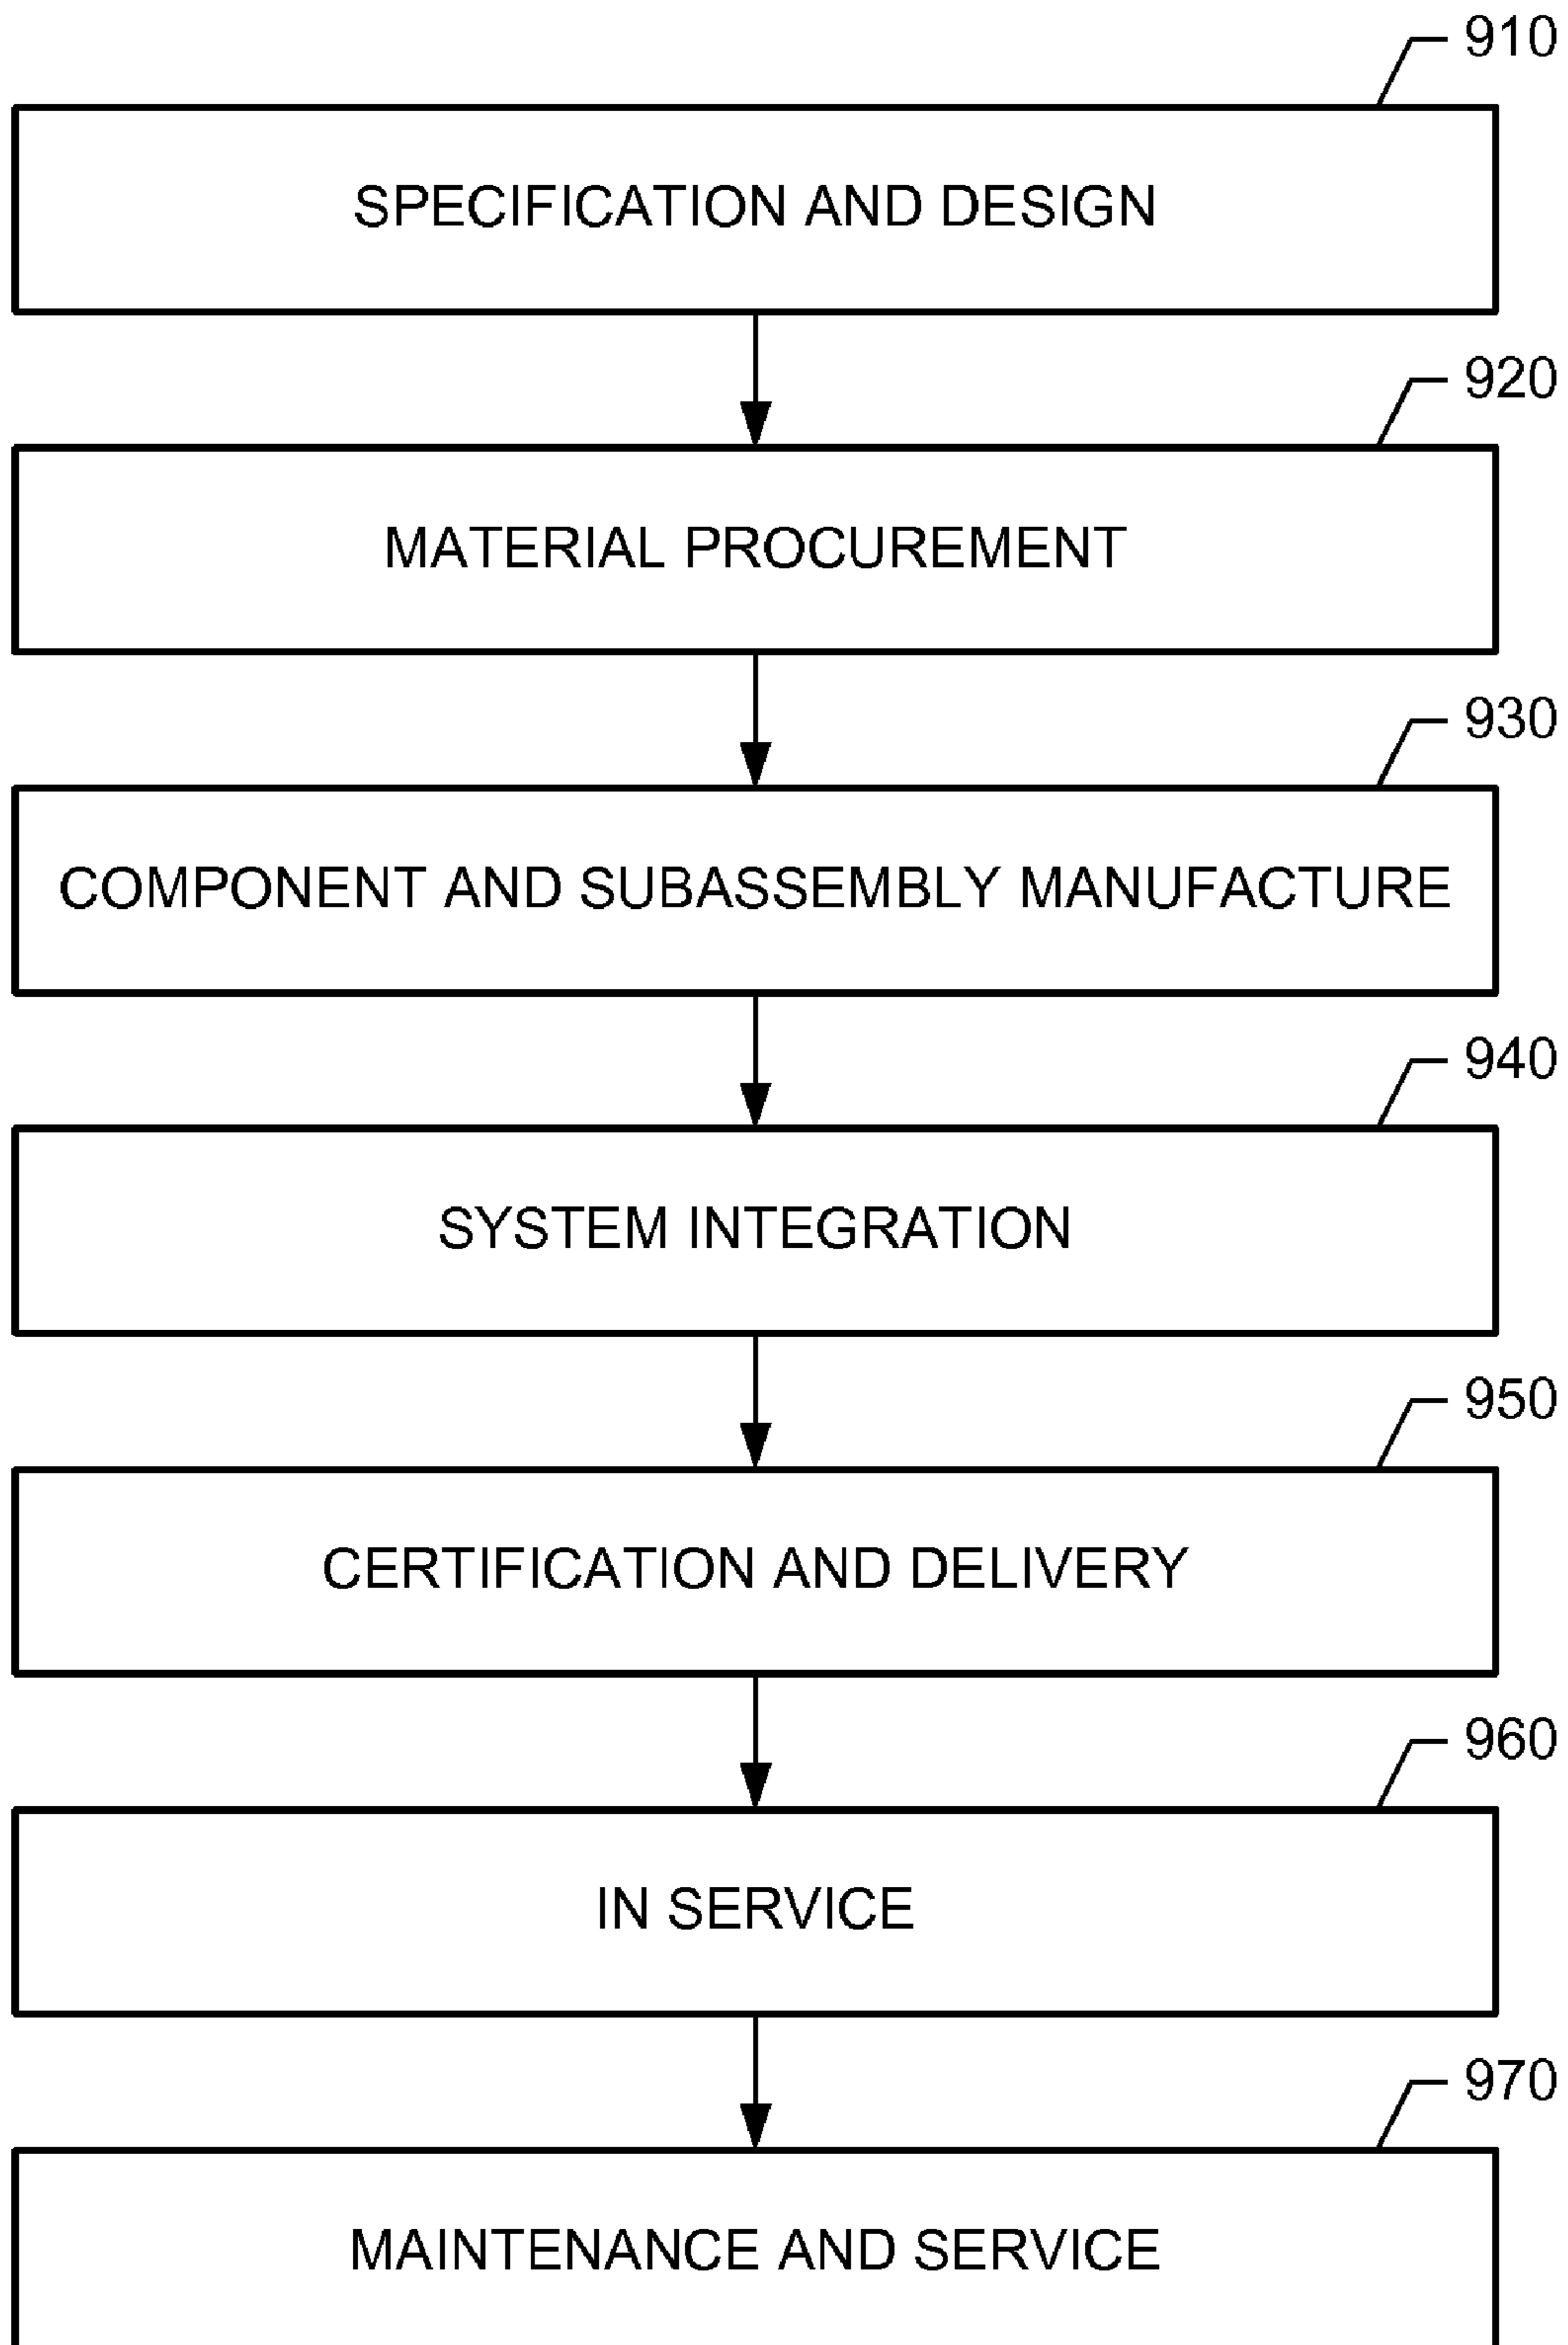 910
SPECIFICATION AND DESIGN
920
MATERIAL PROCUREMENT
930
COMPONENT AND SUBASSEMBLY MANUFACTURE
940
SYSTEM INTEGRATION
950
CERTIFICATION AND DELIVERY
960
IN SERVICE
970
MAINTENANCE AND SERVICE